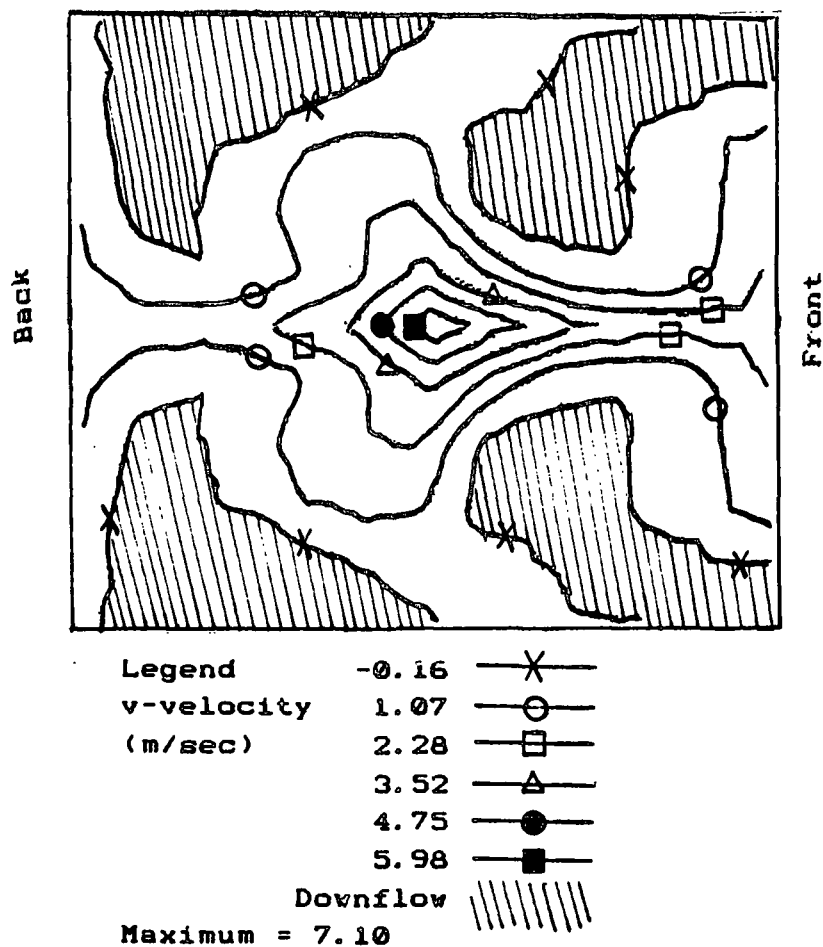 Back
Front
Legend -0.16
v-velocity 1.07
(m/sec) 2.28
3.52
4.75
5.98
Downflow
Maximum = 7.10